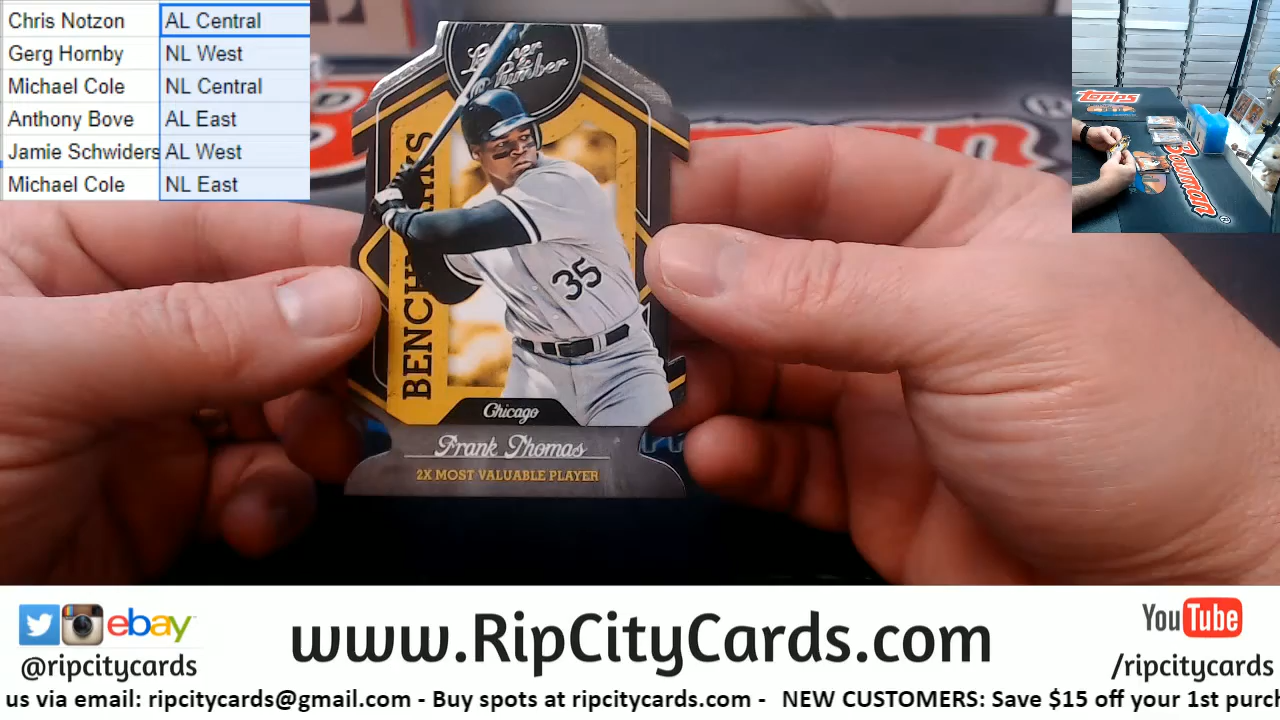 Chris Notzon AL Central
Gerg Hornby NL West
Michael Cole NL Central
Anthony Bove AL East
Jamie Schwiders AL West
Michael Cole NL East
Leather & Lumber
BENCHMARKS
35
Chicago
Frank Thomas
2X MOST VALUABLE PLAYER
Topps
Bowman
®
ebay
@ripcitycards
www.RipCityCards.com
YouTube
/ripcitycards
us via email: ripcitycards@gmail.com - Buy spots at ripcitycards.com - NEW CUSTOMERS: Save $15 off your 1st purch